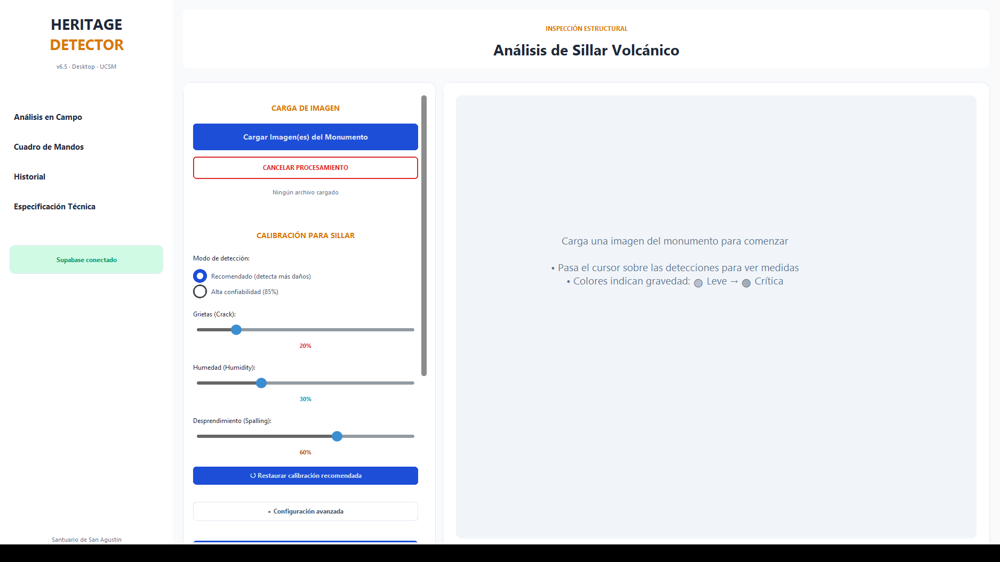 HERITAGE
DETECTOR
v6.5 · Desktop · UCSM
Análisis en Campo
Cuadro de Mandos
Historial
Especificación Técnica
Supabase conectado
Santuario de San Agustin
INSPECCIÓN ESTRUCTURAL
Análisis de Sillar Volcánico
CARGA DE IMAGEN
Cargar Imagen(es) del Monumento
CANCELAR PROCESAMIENTO
Ningún archivo cargado
CALIBRACIÓN PARA SILLAR
Modo de detección:
Recomendado (detecta más daños)
Alta confiabilidad (85%)
Grietas (Crack):
20%
Humedad (Humidity):
30%
Desprendimiento (Spalling):
60%
↺ Restaurar calibración recomendada
▸ Configuración avanzada
Carga una imagen del monumento para comenzar
• Pasa el cursor sobre las detecciones para ver medidas
• Colores indican gravedad: Leve → Crítica